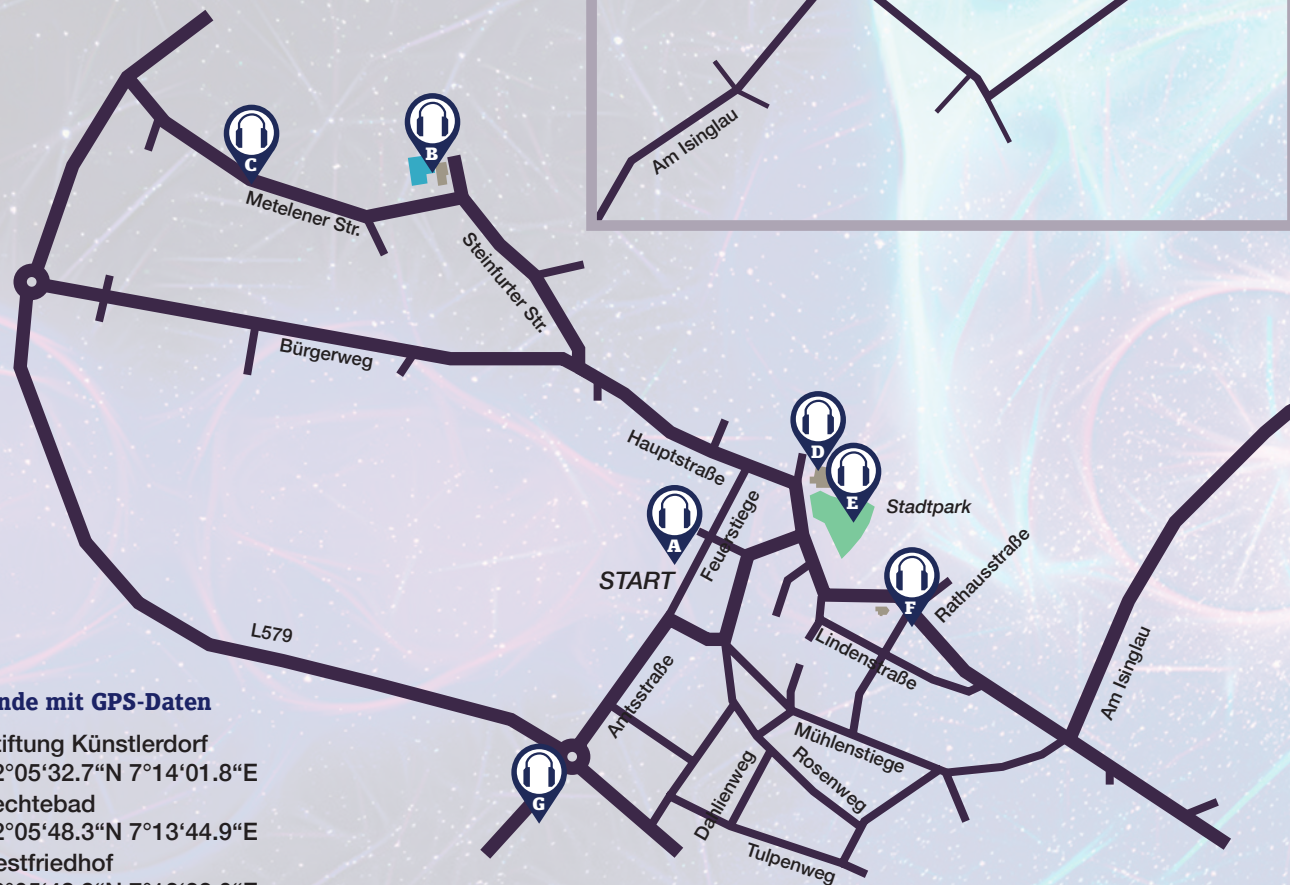 Am Isinglau
C
B
Metelener Str.
Steinfurter Str.
Bürgerweg
Hauptstraße
D
E
Stadtpark
A
Feuerstiege
START
F
Rathausstraße
L579
Lindenstraße
Amtsstraße
Am Isinglau
Mühlenstiege
Rosenweg
G
Dahlienweg
Tulpenweg
nde mit GPS-Daten
tiftung Künstlerdorf
2°05‘32.7“N 7°14‘01.8“E
echtebad
2°05‘48.3“N 7°13‘44.9“E
estfriedhof